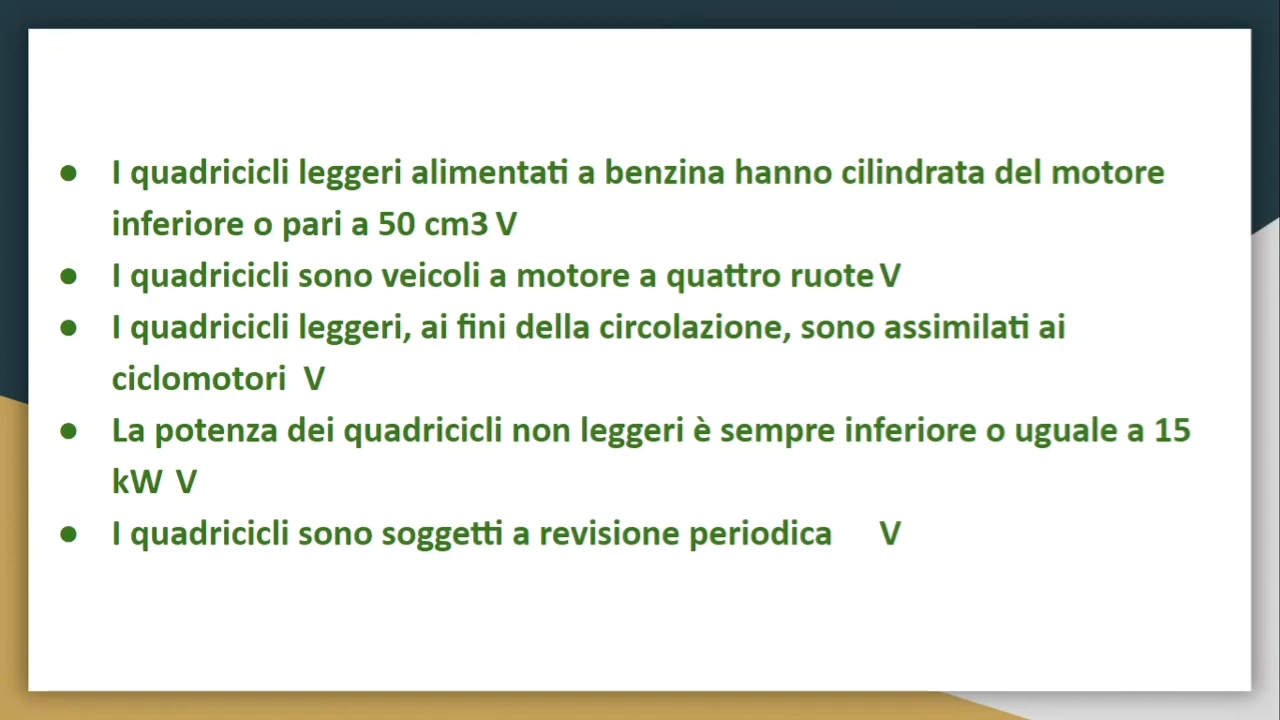 ● I quadricicli leggeri alimentati a benzina hanno cilindrata del motore
inferiore o pari a 50 cm3 V
● I quadricicli sono veicoli a motore a quattro ruote V
● I quadricicli leggeri, ai fini della circolazione, sono assimilati ai
ciclomotori V
● La potenza dei quadricicli non leggeri è sempre inferiore o uguale a 15
kW V
● I quadricicli sono soggetti a revisione periodica V